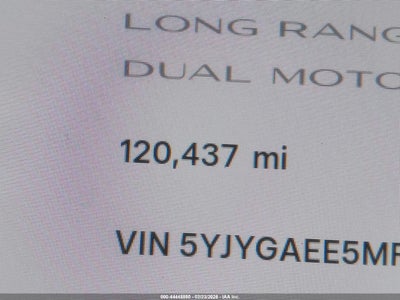 LONG RANG
DUAL MOTO
120,437 mi
VIN 5YJYGAEE5MF